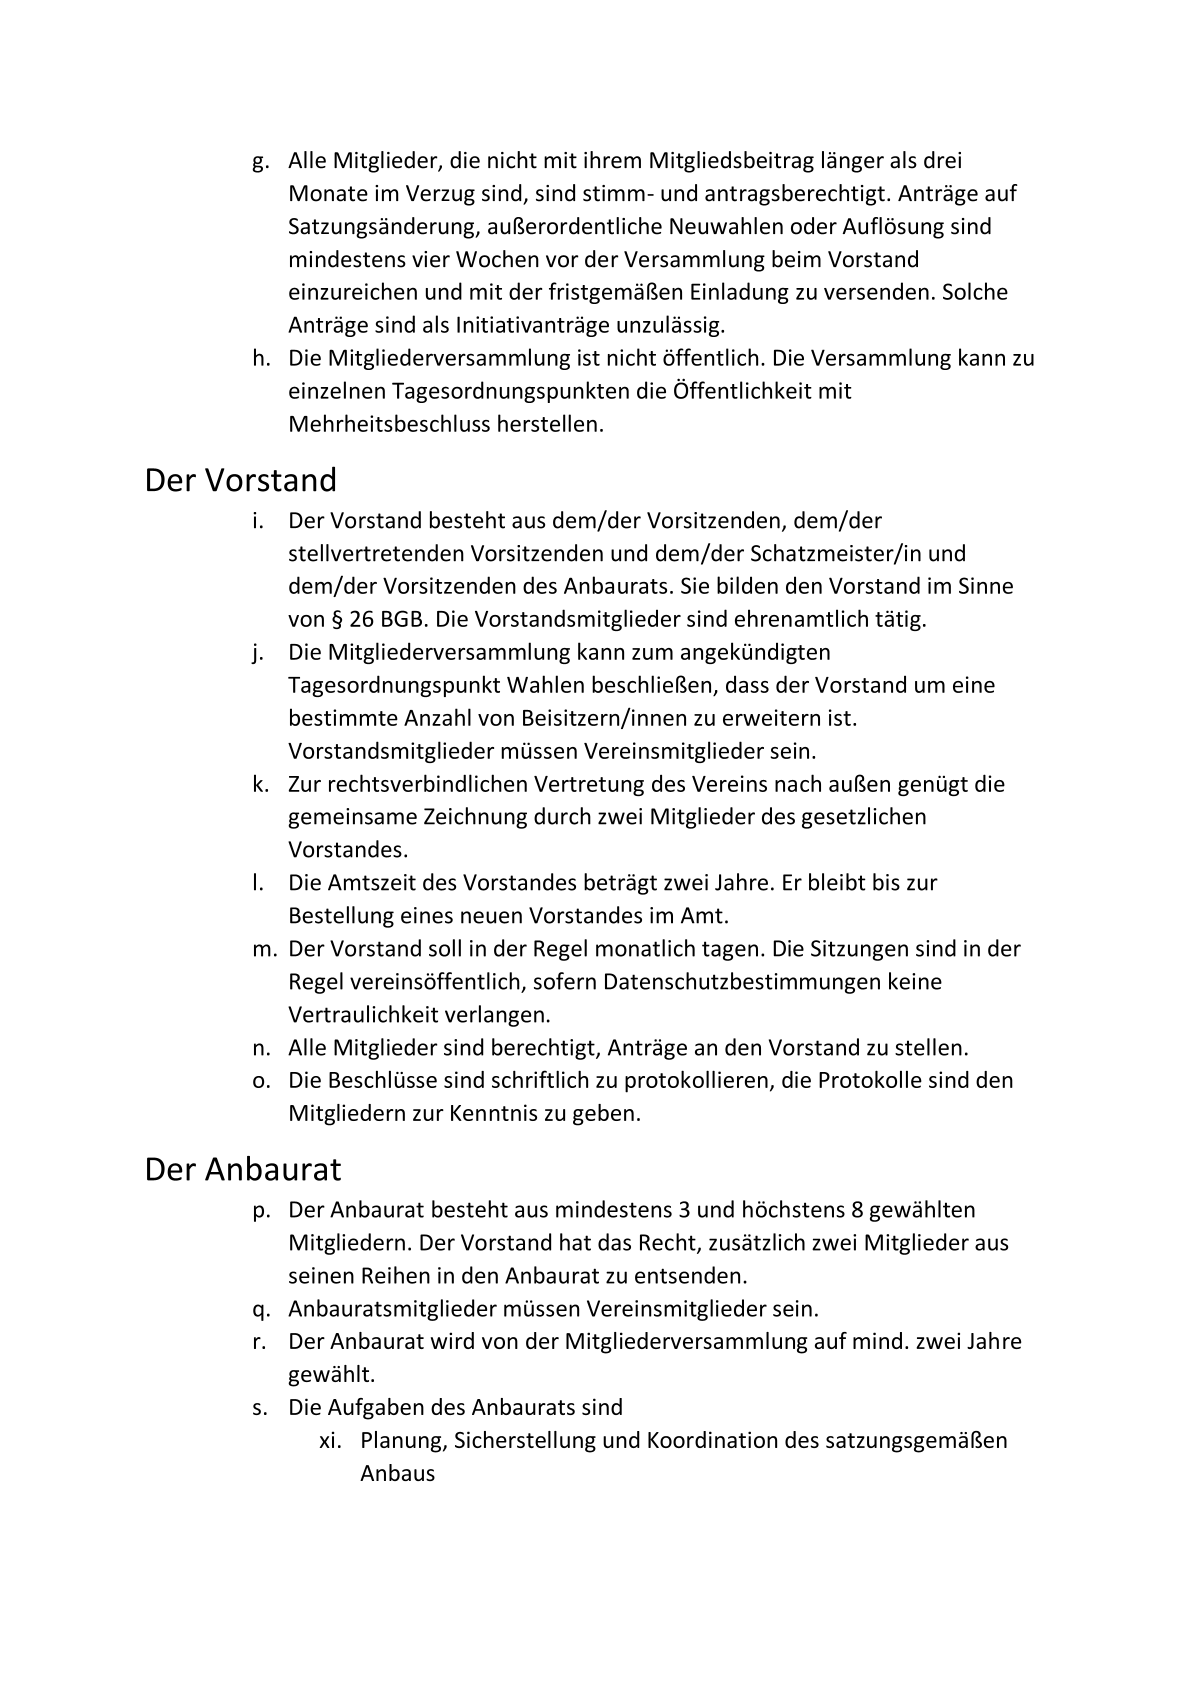 g. Alle Mitglieder, die nicht mit ihrem Mitgliedsbeitrag länger als drei
Monate im Verzug sind, sind stimm- und antragsberechtigt. Anträge auf
Satzungsänderung, außerordentliche Neuwahlen oder Auflösung sind
mindestens vier Wochen vor der Versammlung beim Vorstand
einzureichen und mit der fristgemäßen Einladung zu versenden. Solche
Anträge sind als Initiativanträge unzulässig.
h. Die Mitgliederversammlung ist nicht öffentlich. Die Versammlung kann zu
einzelnen Tagesordnungspunkten die Öffentlichkeit mit
Mehrheitsbeschluss herstellen.
Der Vorstand
i. Der Vorstand besteht aus dem/der Vorsitzenden, dem/der
stellvertretenden Vorsitzenden und dem/der Schatzmeister/in und
dem/der Vorsitzenden des Anbaurats. Sie bilden den Vorstand im Sinne
von § 26 BGB. Die Vorstandsmitglieder sind ehrenamtlich tätig.
j. Die Mitgliederversammlung kann zum angekündigten
Tagesordnungspunkt Wahlen beschließen, dass der Vorstand um eine
bestimmte Anzahl von Beisitzern/innen zu erweitern ist.
Vorstandsmitglieder müssen Vereinsmitglieder sein.
k. Zur rechtsverbindlichen Vertretung des Vereins nach außen genügt die
gemeinsame Zeichnung durch zwei Mitglieder des gesetzlichen
Vorstandes.
l. Die Amtszeit des Vorstandes beträgt zwei Jahre. Er bleibt bis zur
Bestellung eines neuen Vorstandes im Amt.
m. Der Vorstand soll in der Regel monatlich tagen. Die Sitzungen sind in der
Regel vereinsöffentlich, sofern Datenschutzbestimmungen keine
Vertraulichkeit verlangen.
n. Alle Mitglieder sind berechtigt, Anträge an den Vorstand zu stellen.
o. Die Beschlüsse sind schriftlich zu protokollieren, die Protokolle sind den
Mitgliedern zur Kenntnis zu geben.
Der Anbaurat
p. Der Anbaurat besteht aus mindestens 3 und höchstens 8 gewählten
Mitgliedern. Der Vorstand hat das Recht, zusätzlich zwei Mitglieder aus
seinen Reihen in den Anbaurat zu entsenden.
q. Anbauratsmitglieder müssen Vereinsmitglieder sein.
r. Der Anbaurat wird von der Mitgliederversammlung auf mind. zwei Jahre
gewählt.
s. Die Aufgaben des Anbaurats sind
xi. Planung, Sicherstellung und Koordination des satzungsgemäßen
Anbaus